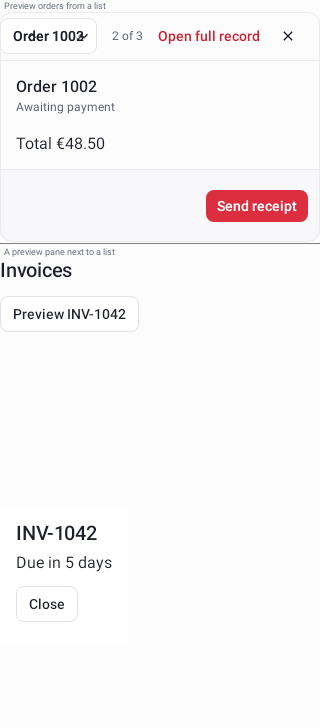 Preview orders from a list
Order 1002
2 of 3
Open full record
Order 1002
Awaiting payment
Total €48.50
Send receipt
A preview pane next to a list
Invoices
Preview INV-1042
INV-1042
Due in 5 days
Close